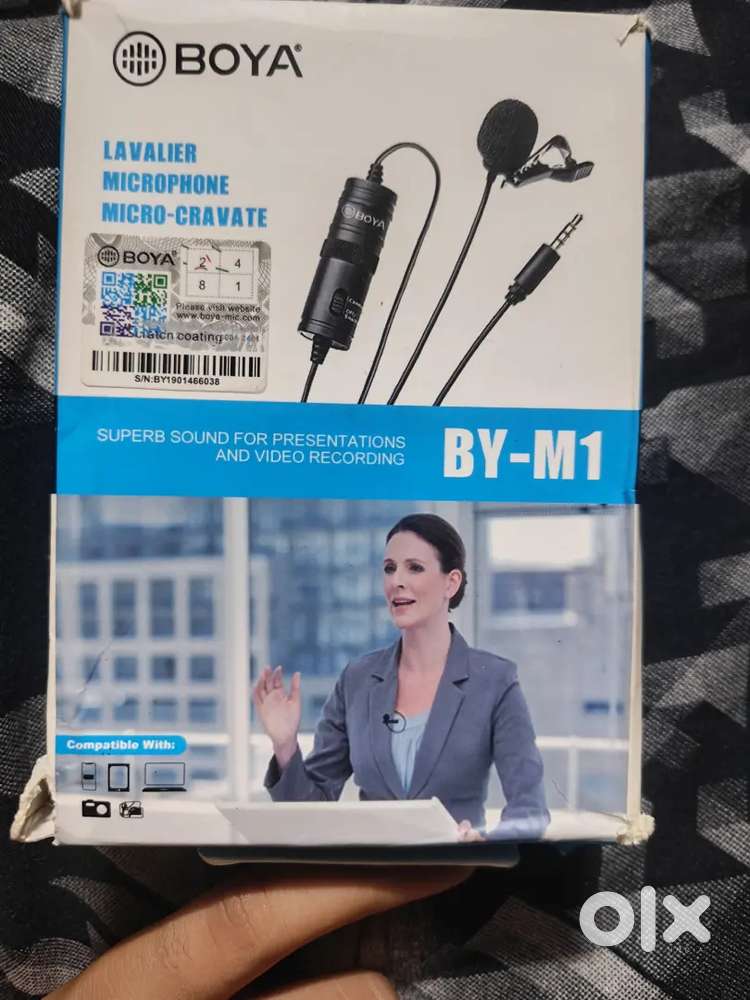 BOYA®
LAVALIER
MICROPHONE
MICRO-CRAVATE
BOYA
BOYA®
2 4
8 1
Please visit website
www.boya-mic.com
coating
S/N:BY1901466038
SUPERB SOUND FOR PRESENTATIONS
AND VIDEO RECORDING
BY-M1
Compatible With:
olx